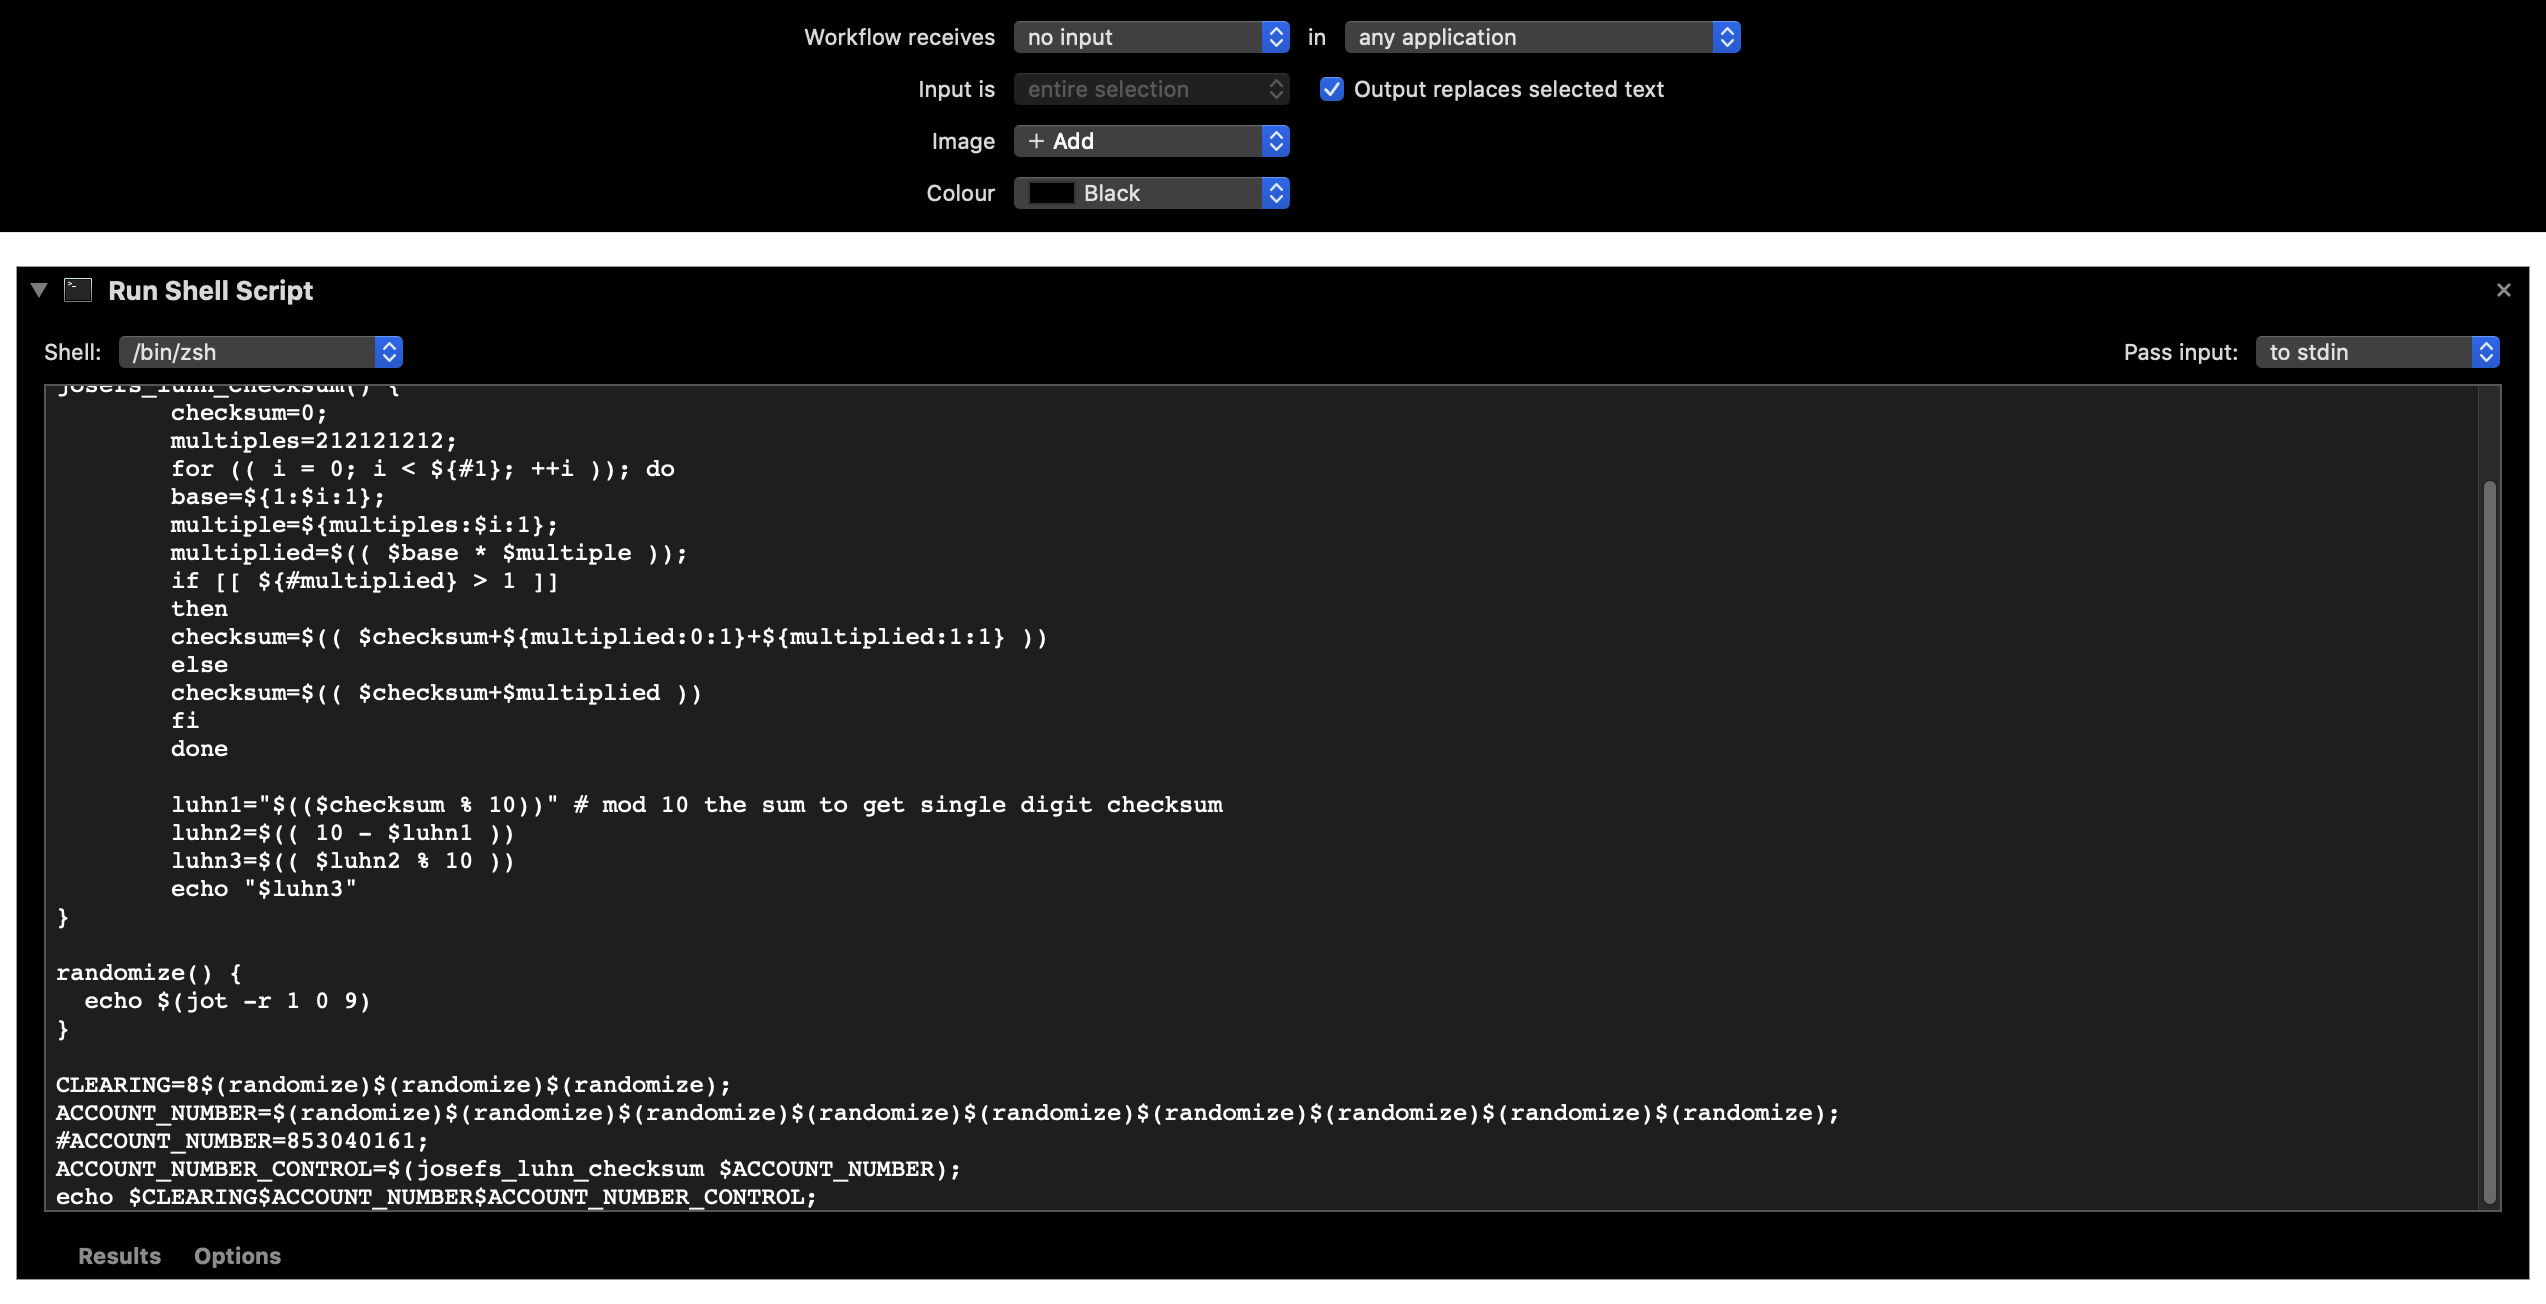 Workflow receives no input in any application
Input is entire selection Output replaces selected text
Image + Add
Colour Black
Run Shell Script
Shell: /bin/zsh Pass input: to stdin
josefs_luhn_checksum() {
checksum=0;
multiples=212121212;
for (( i = 0; i < ${#1}; ++i )); do
base=${1:$i:1};
multiple=${multiples:$i:1};
multiplied=$(( $base * $multiple ));
if [[ ${#multiplied} > 1 ]]
then
checksum=$(( $checksum+${multiplied:0:1}+${multiplied:1:1} ))
else
checksum=$(( $checksum+$multiplied ))
fi
done
luhn1="$(($checksum % 10))" # mod 10 the sum to get single digit checksum
luhn2=$(( 10 - $luhn1 ))
luhn3=$(( $luhn2 % 10 ))
echo "$luhn3"
}
randomize() {
echo $(jot -r 1 0 9)
}
CLEARING=8$(randomize)$(randomize)$(randomize);
ACCOUNT_NUMBER=$(randomize)$(randomize)$(randomize)$(randomize)$(randomize)$(randomize)$(randomize)$(randomize)$(randomize);
#ACCOUNT_NUMBER=853040161;
ACCOUNT_NUMBER_CONTROL=$(josefs_luhn_checksum $ACCOUNT_NUMBER);
echo $CLEARING$ACCOUNT_NUMBER$ACCOUNT_NUMBER_CONTROL;
Results Options